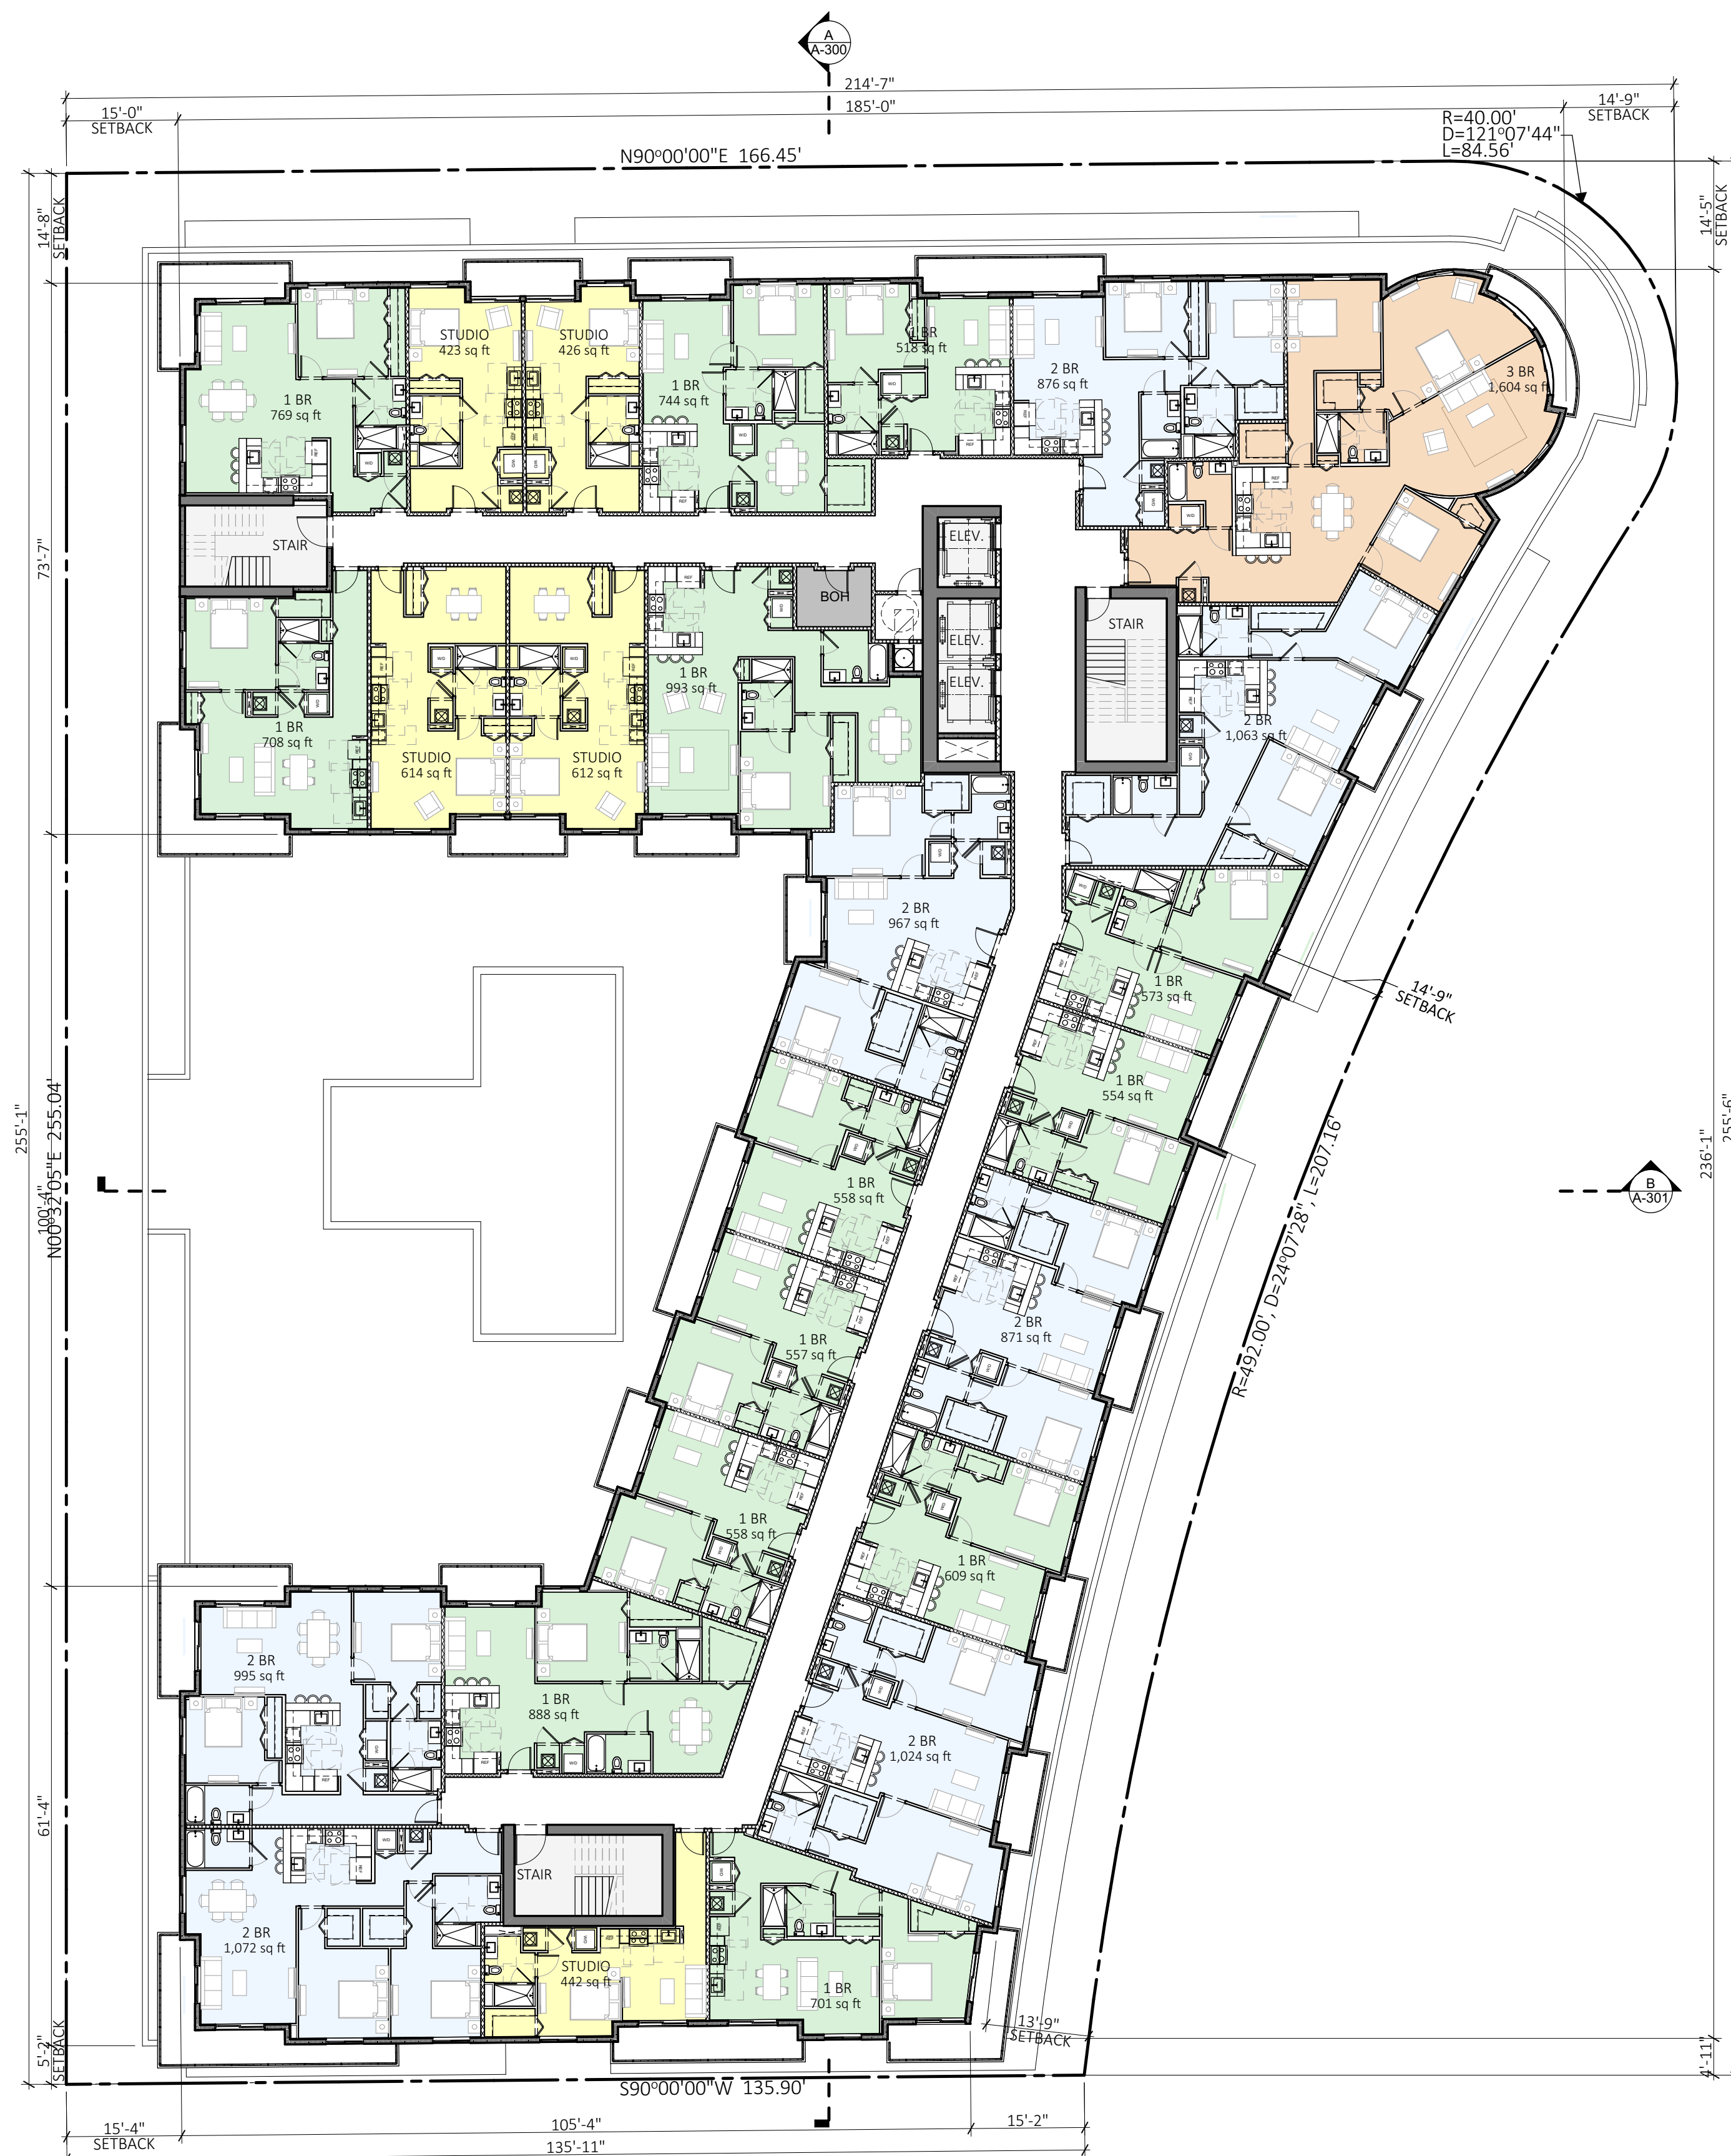 A
A-300
214'-7"
185'-0"
15'-0"
SETBACK
14'-9"
SETBACK
R=40.00'
D=121º07'44"
L=84.56'
N90º00'00"E 166.45'
14'-8"
SETBACK
14'-5"
SETBACK
STUDIO
423 sq ft
STUDIO
426 sq ft
1 BR
518 sq ft
1 BR
769 sq ft
1 BR
744 sq ft
2 BR
876 sq ft
3 BR
1,604 sq ft
73'-7"
STAIR
ELEV.
BOH
ELEV.
ELEV.
STAIR
1 BR
708 sq ft
STUDIO
614 sq ft
STUDIO
612 sq ft
1 BR
993 sq ft
2 BR
1,063 sq ft
2 BR
967 sq ft
1 BR
573 sq ft
14'-9"
SETBACK
1 BR
554 sq ft
255'-1"
100'-4"
N00º32'05"E 255.04'
1 BR
558 sq ft
236'-1"
255'-6"
B
A-301
R=492.00', D=24º07'28", L=207.16'
1 BR
557 sq ft
2 BR
871 sq ft
1 BR
558 sq ft
1 BR
609 sq ft
2 BR
995 sq ft
1 BR
888 sq ft
2 BR
1,024 sq ft
61'-4"
STAIR
2 BR
1,072 sq ft
STUDIO
442 sq ft
1 BR
701 sq ft
13'-9"
SETBACK
5'-2"
SETBACK
4'-11"
S90º00'00"W 135.90'
15'-4"
SETBACK
105'-4"
15'-2"
135'-11"